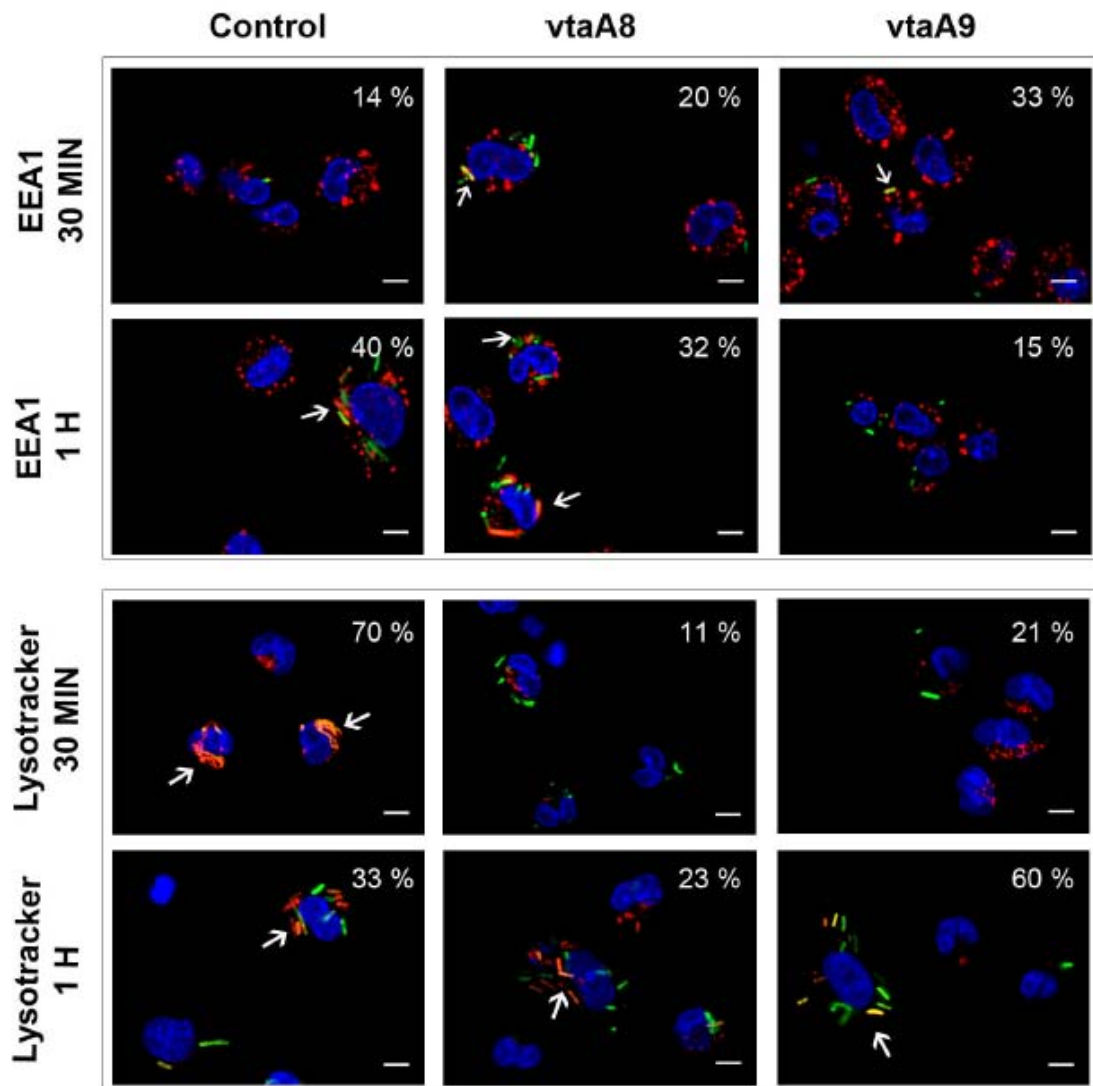 Control vtaA8 vtaA9
EEA1
30 MIN
14 % 20 % 33 %
EEA1
1 H
40 % 32 % 15 %
Lysotracker
30 MIN
70 % 11 % 21 %
Lysotracker
1 H
33 % 23 % 60 %